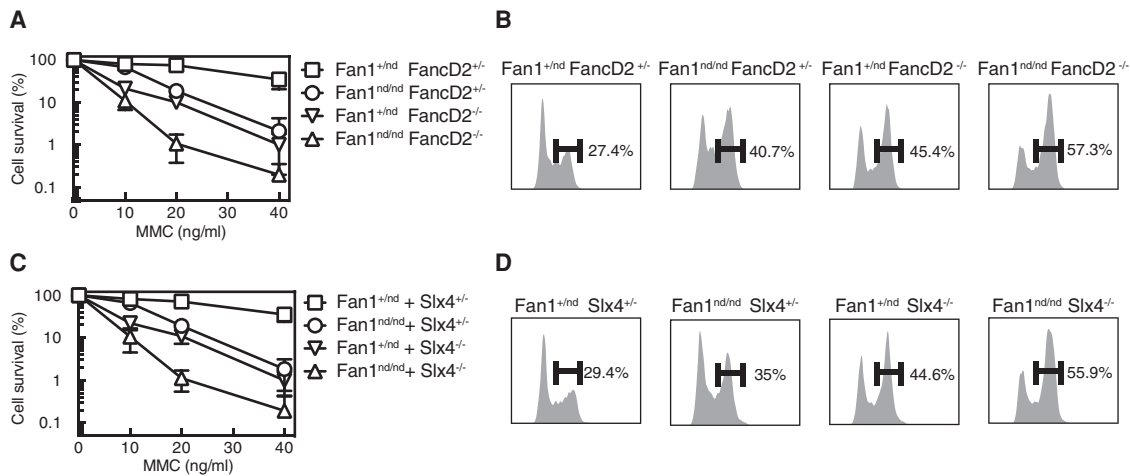 A
Cell survival (%)
100
10
1
0.1
0 10 20 30 40
MMC (ng/ml)
Fan1+/nd FancD2+/-
Fan1nd/nd FancD2+/-
Fan1+/nd FancD2-/-
Fan1nd/nd FancD2-/-
B
Fan1+/nd FancD2 +/-
Fan1nd/nd FancD2 +/-
Fan1+/nd FancD2 -/-
Fan1nd/nd FancD2 -/-
27.4%
40.7%
45.4%
57.3%
C
Cell survival (%)
100
10
1
0.1
0 10 20 30 40
MMC (ng/ml)
Fan1+/nd + Slx4+/-
Fan1nd/nd+ Slx4+/-
Fan1+/nd + Slx4-/-
Fan1nd/nd+ Slx4-/-
D
Fan1+/nd Slx4+/-
Fan1nd/nd Slx4+/-
Fan1+/nd Slx4-/-
Fan1nd/nd Slx4-/-
29.4%
35%
44.6%
55.9%